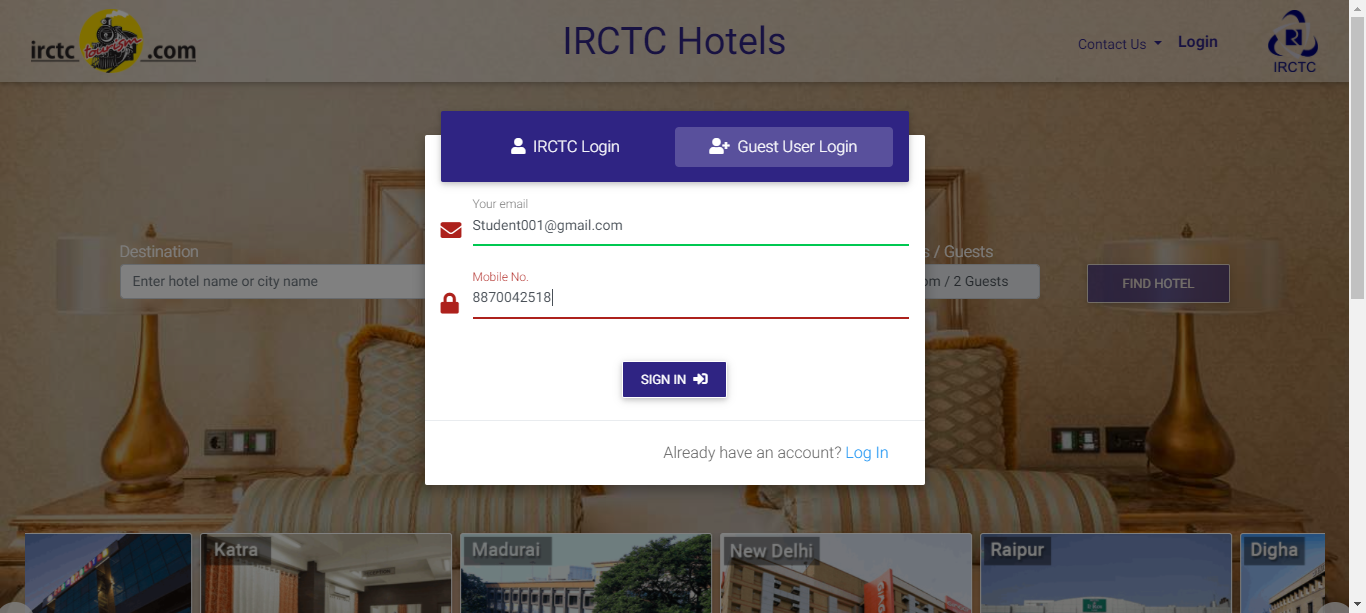 irctc tourism .com
IRCTC Hotels
Contact Us
Login
IRCTC
IRCTC Login
Guest User Login
Your email
Student001@gmail.com
Mobile No.
8870042518
SIGN IN
Already have an account? Log In
Destination
Enter hotel name or city name
/ Guests
/ 2 Guests
FIND HOTEL
Katra
Madurai
New Delhi
Raipur
Digha